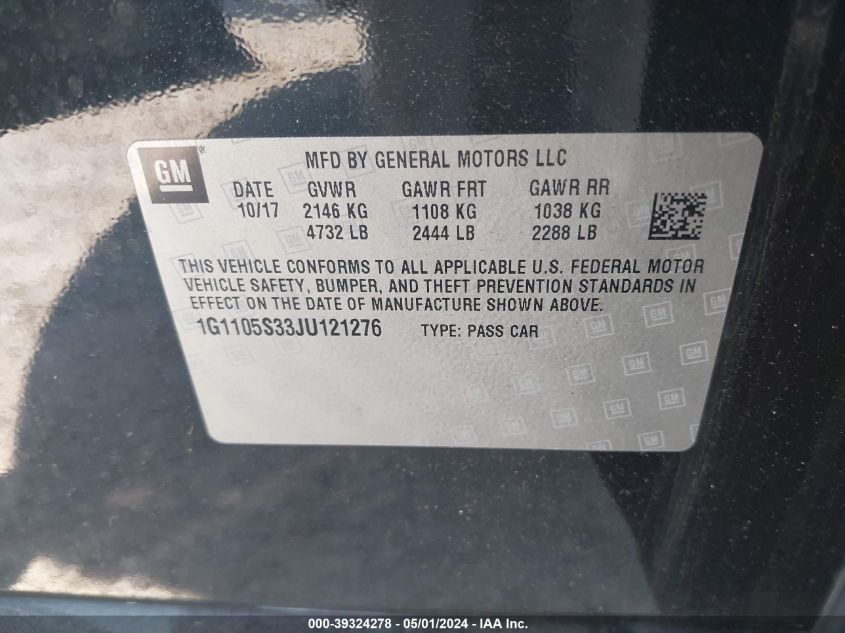 GM® MFD BY GENERAL MOTORS LLC
DATE GVWR GAWR FRT GAWR RR
10/17 2146 KG 1108 KG 1038 KG
4732 LB 2444 LB 2288 LB
THIS VEHICLE CONFORMS TO ALL APPLICABLE U.S. FEDERAL MOTOR
VEHICLE SAFETY, BUMPER, AND THEFT PREVENTION STANDARDS IN
EFFECT ON THE DATE OF MANUFACTURE SHOWN ABOVE.
1G1105S33JU121276 TYPE: PASS CAR
000-39324278 - 05/01/2024 - IAA Inc.